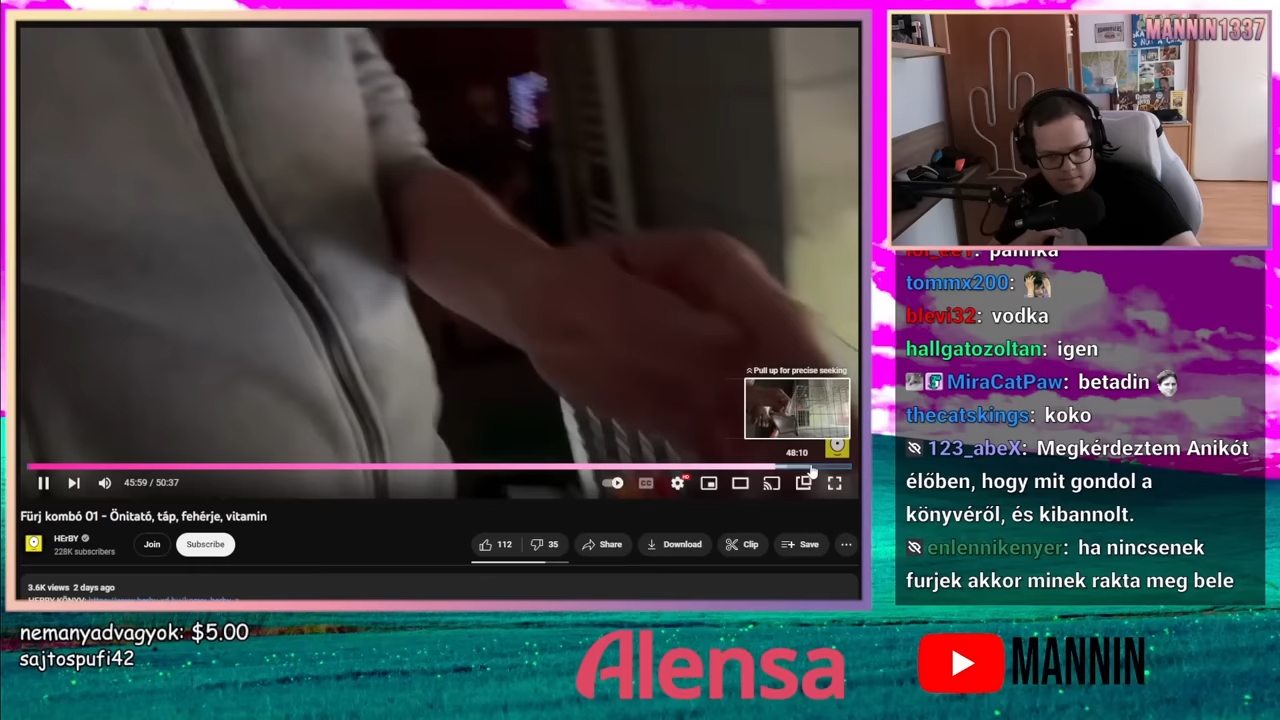 MANNIN1337
Pull up for precise seeking
48:10
45:59 / 50:37
Fürj kombó 01 - Önitató, táp, fehérje, vitamin
HErBY
228K subscribers
Join
Subscribe
112
35
Share
Download
Clip
Save
3.6K views 2 days ago
palinka
tommx200:
blevi32: vodka
hallgatozoltan: igen
MiraCatPaw: betadin
thecatskings: koko
123_abeX: Megkérdeztem Anikót
élőben, hogy mit gondol a
könyvéről, és kibannolt.
enlennikenyer: ha nincsenek
furjek akkor minek rakta meg bele
nemanyadvagyok: $5.00
sajtospufi42
Alensa
MANNIN